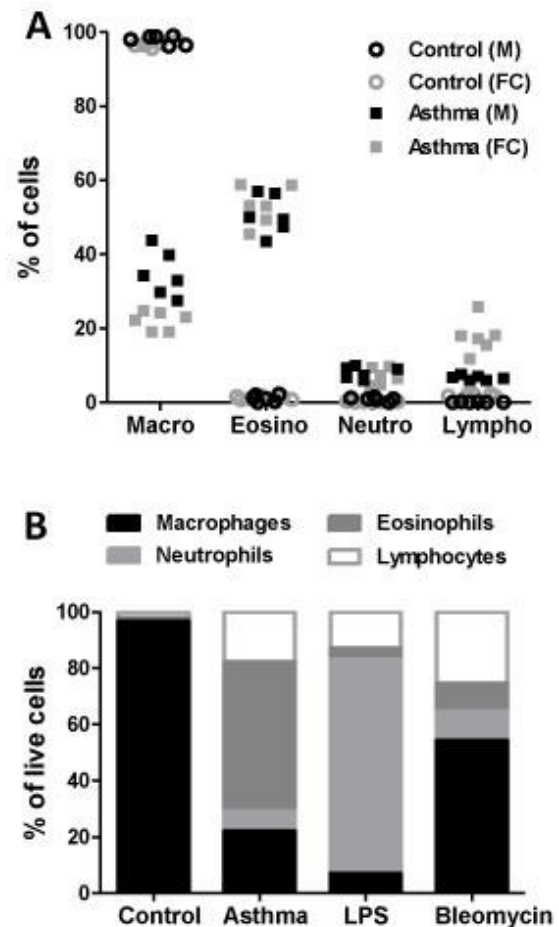 A
% of cells
100
80
60
40
20
0
Control (M)
Control (FC)
Asthma (M)
Asthma (FC)
Macro Eosino Neutro Lympho
B
Macrophages Eosinophils
Neutrophils Lymphocytes
% of live cells
100
80
60
40
20
0
Control Asthma LPS Bleomycin